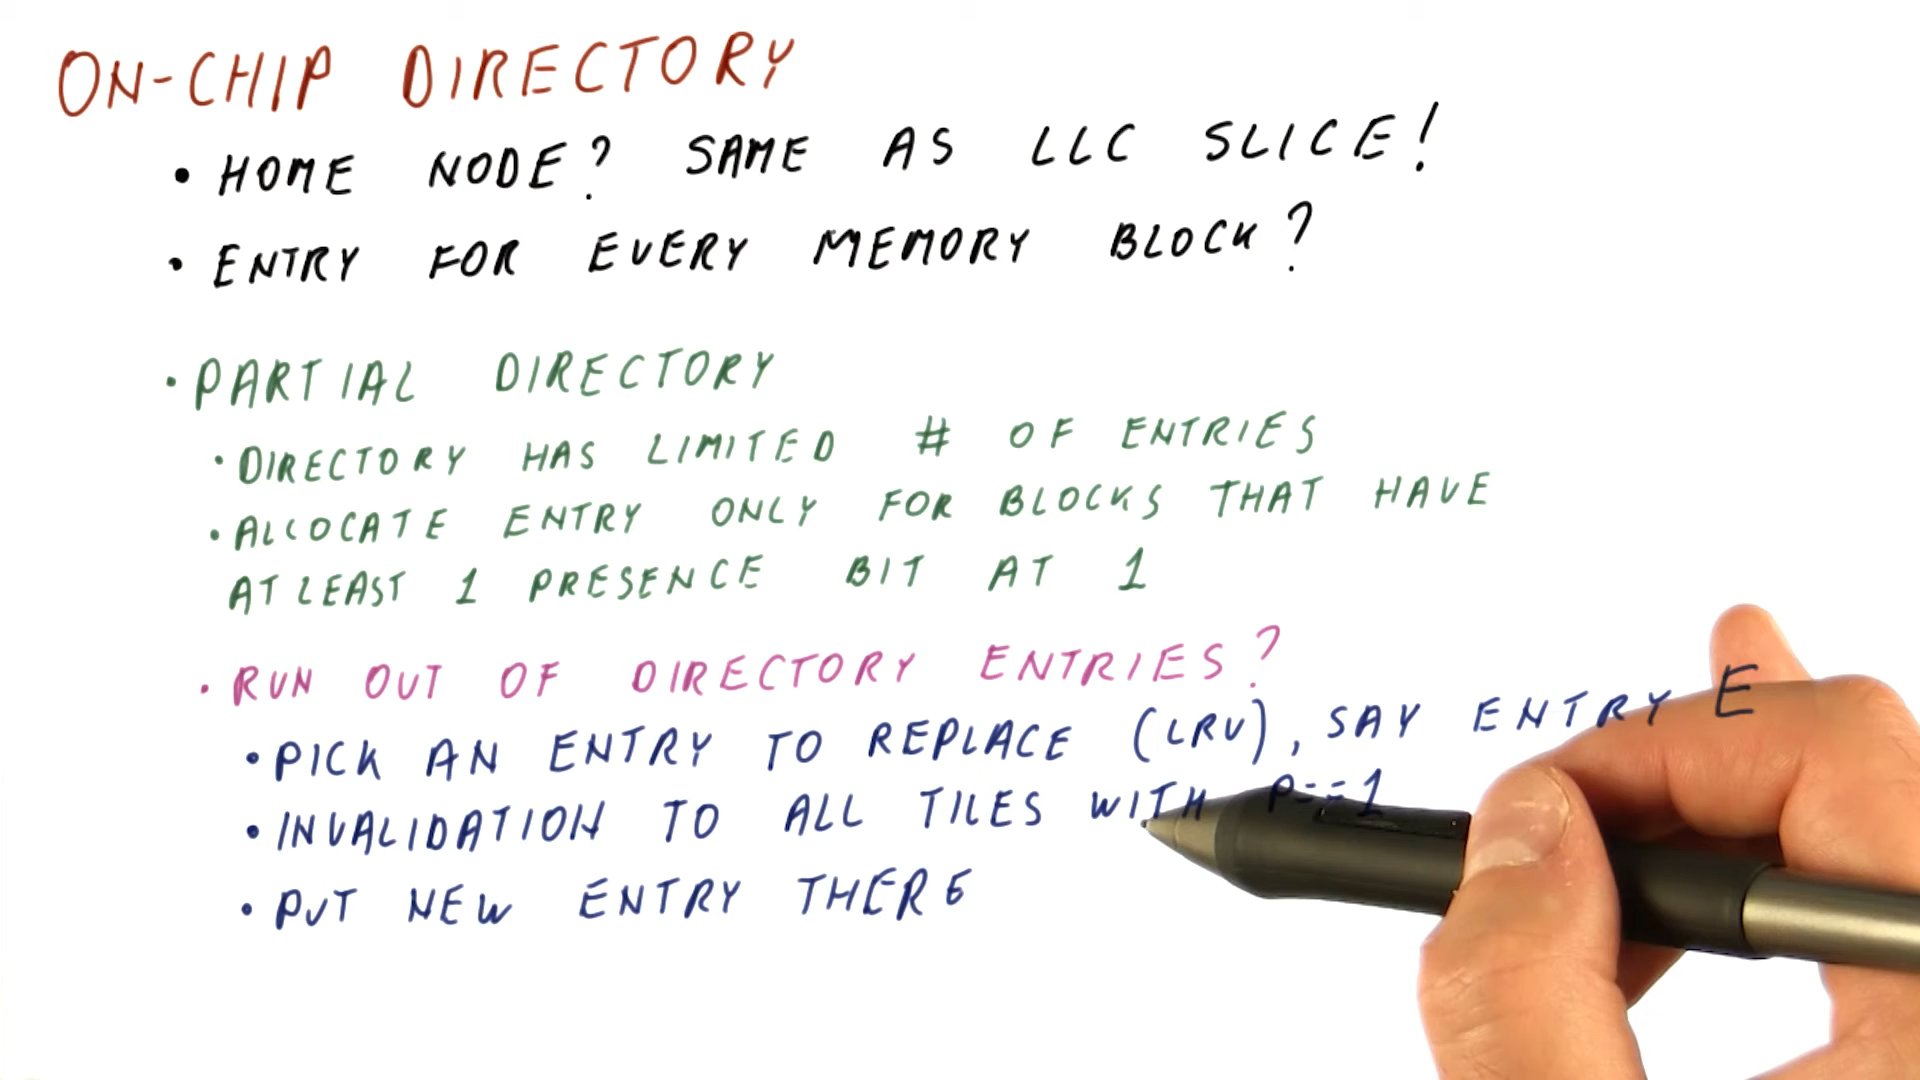 ON-CHIP DIRECTORY
• HOME NODE? SAME AS LLC SLICE!
• ENTRY FOR EVERY MEMORY BLOCK?
• PARTIAL DIRECTORY
• DIRECTORY HAS LIMITED # OF ENTRIES
• ALLOCATE ENTRY ONLY FOR BLOCKS THAT HAVE
AT LEAST 1 PRESENCE BIT AT 1
• RUN OUT OF DIRECTORY ENTRIES?
• PICK AN ENTRY TO REPLACE (LRU), SAY ENTRY E
• INVALIDATION TO ALL TILES WITH P==1
• PUT NEW ENTRY THERE